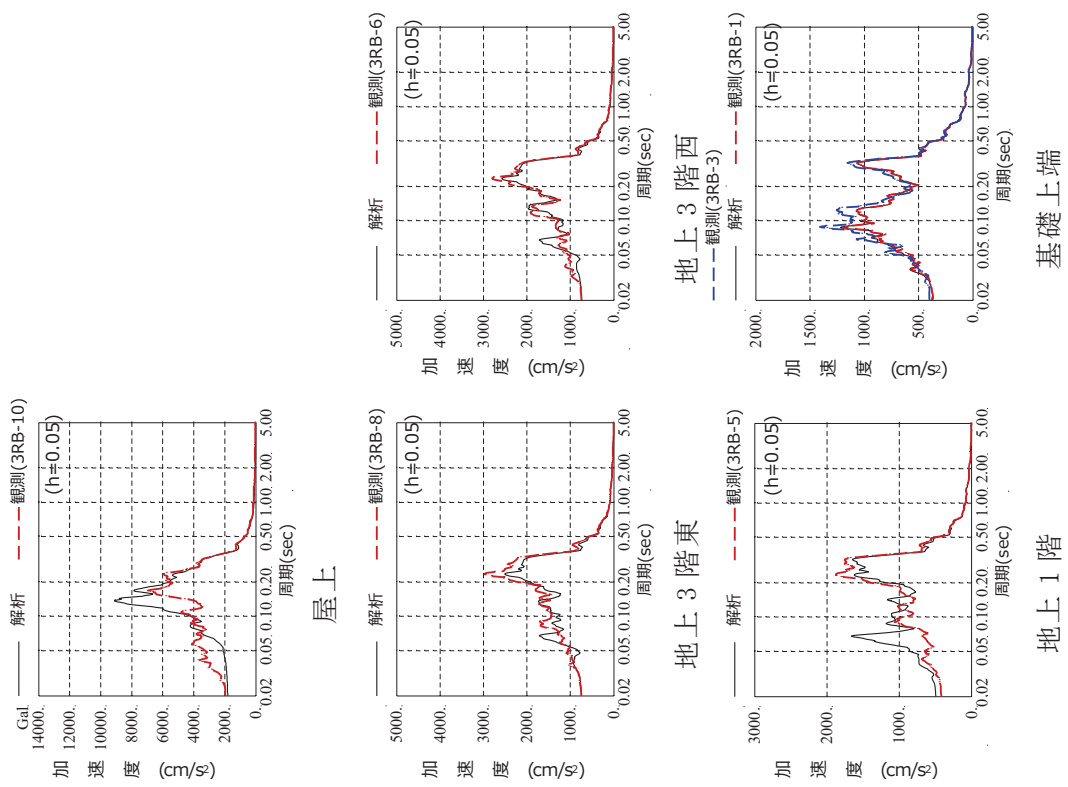 Gal
解析 観測(3RB-10)
(h=0.05)
14000.
12000.
10000.
8000.
6000.
4000.
2000.
0.
加速度 (cm/s2)
0.02 0.05 0.10 0.20 0.50 1.00 2.00 5.00
周期(sec)
屋上
解析 観測(3RB-8)
(h=0.05)
5000.
4000.
3000.
2000.
1000.
0.
加速度 (cm/s2)
0.02 0.05 0.10 0.20 0.50 1.00 2.00 5.00
周期(sec)
地上3階東
解析 観測(3RB-6)
(h=0.05)
5000.
4000.
3000.
2000.
1000.
0.
加速度 (cm/s2)
0.02 0.05 0.10 0.20 0.50 1.00 2.00 5.00
周期(sec)
地上3階西
解析 観測(3RB-5)
(h=0.05)
3000.
2000.
1000.
0.
加速度 (cm/s2)
0.02 0.05 0.10 0.20 0.50 1.00 2.00 5.00
周期(sec)
地上1階
観測(3RB-3)
解析 観測(3RB-1)
(h=0.05)
2000.
1500.
1000.
500.
0.
加速度 (cm/s2)
0.02 0.05 0.10 0.20 0.50 1.00 2.00 5.00
周期(sec)
基礎上端